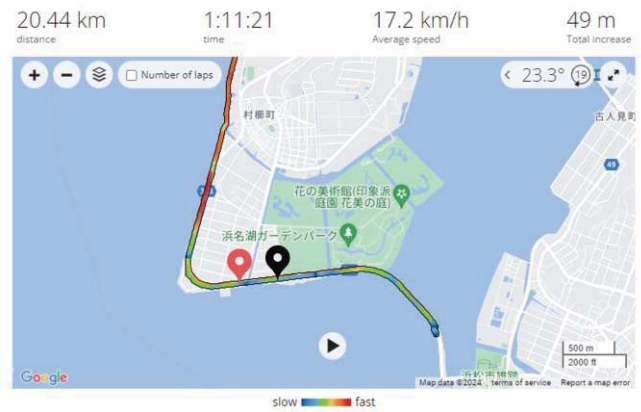 20.44 km
distance
1:11:21
time
17.2 km/h
Average speed
49 m
Total increase
Number of laps
23.3°
19
村櫛町
古人見町
49
花の美術館(印象派
庭園 花美の庭)
浜名湖ガーデンパーク
500 m
2000 ft
Google
Map data ©2024
terms of service
Report a map error
slow
fast